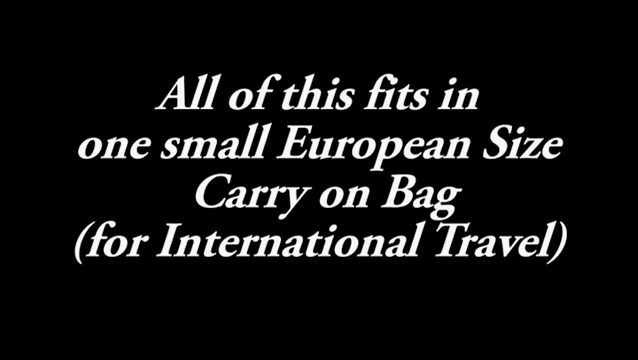 All of this fits in
one small European Size
Carry on Bag
(for International Travel)